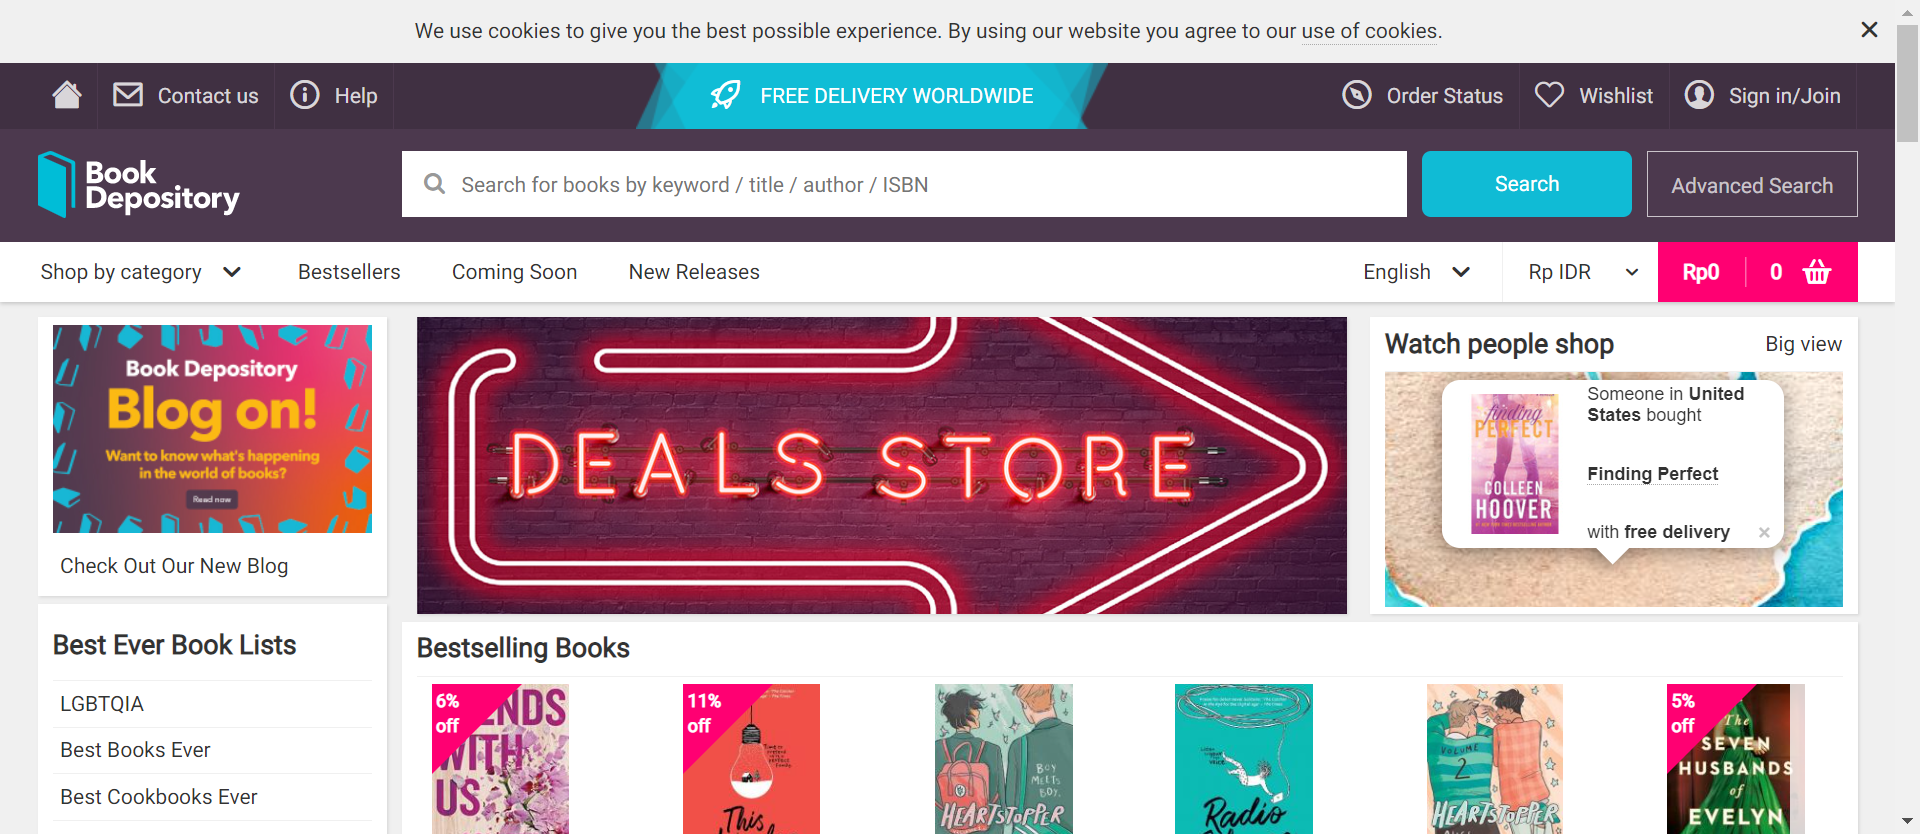 We use cookies to give you the best possible experience. By using our website you agree to our use of cookies.
Contact us
Help
FREE DELIVERY WORLDWIDE
Order Status
Wishlist
Sign in/Join
Book
Depository
Search for books by keyword / title / author / ISBN
Search
Advanced Search
Shop by category
Bestsellers
Coming Soon
New Releases
English
Rp IDR
Rp0
0
Book Depository
Blog on!
Want to know what's happening
in the world of books?
Read now
Check Out Our New Blog
Best Ever Book Lists
LGBTQIA
Best Books Ever
Best Cookbooks Ever
DEALS STORE
Watch people shop
Big view
finding
PERFECT
COLLEEN
HOOVER
Someone in United
States bought
Finding Perfect
with free delivery
Bestselling Books
6%
off
ENDS
WITH
US
11%
off
This
BOY
MEETS
BOY.
HEARTSTOPPER
Radio
VOLUME
2
HEARTSTOPPER
5%
off
The
SEVEN
HUSBANDS
of
EVELYN